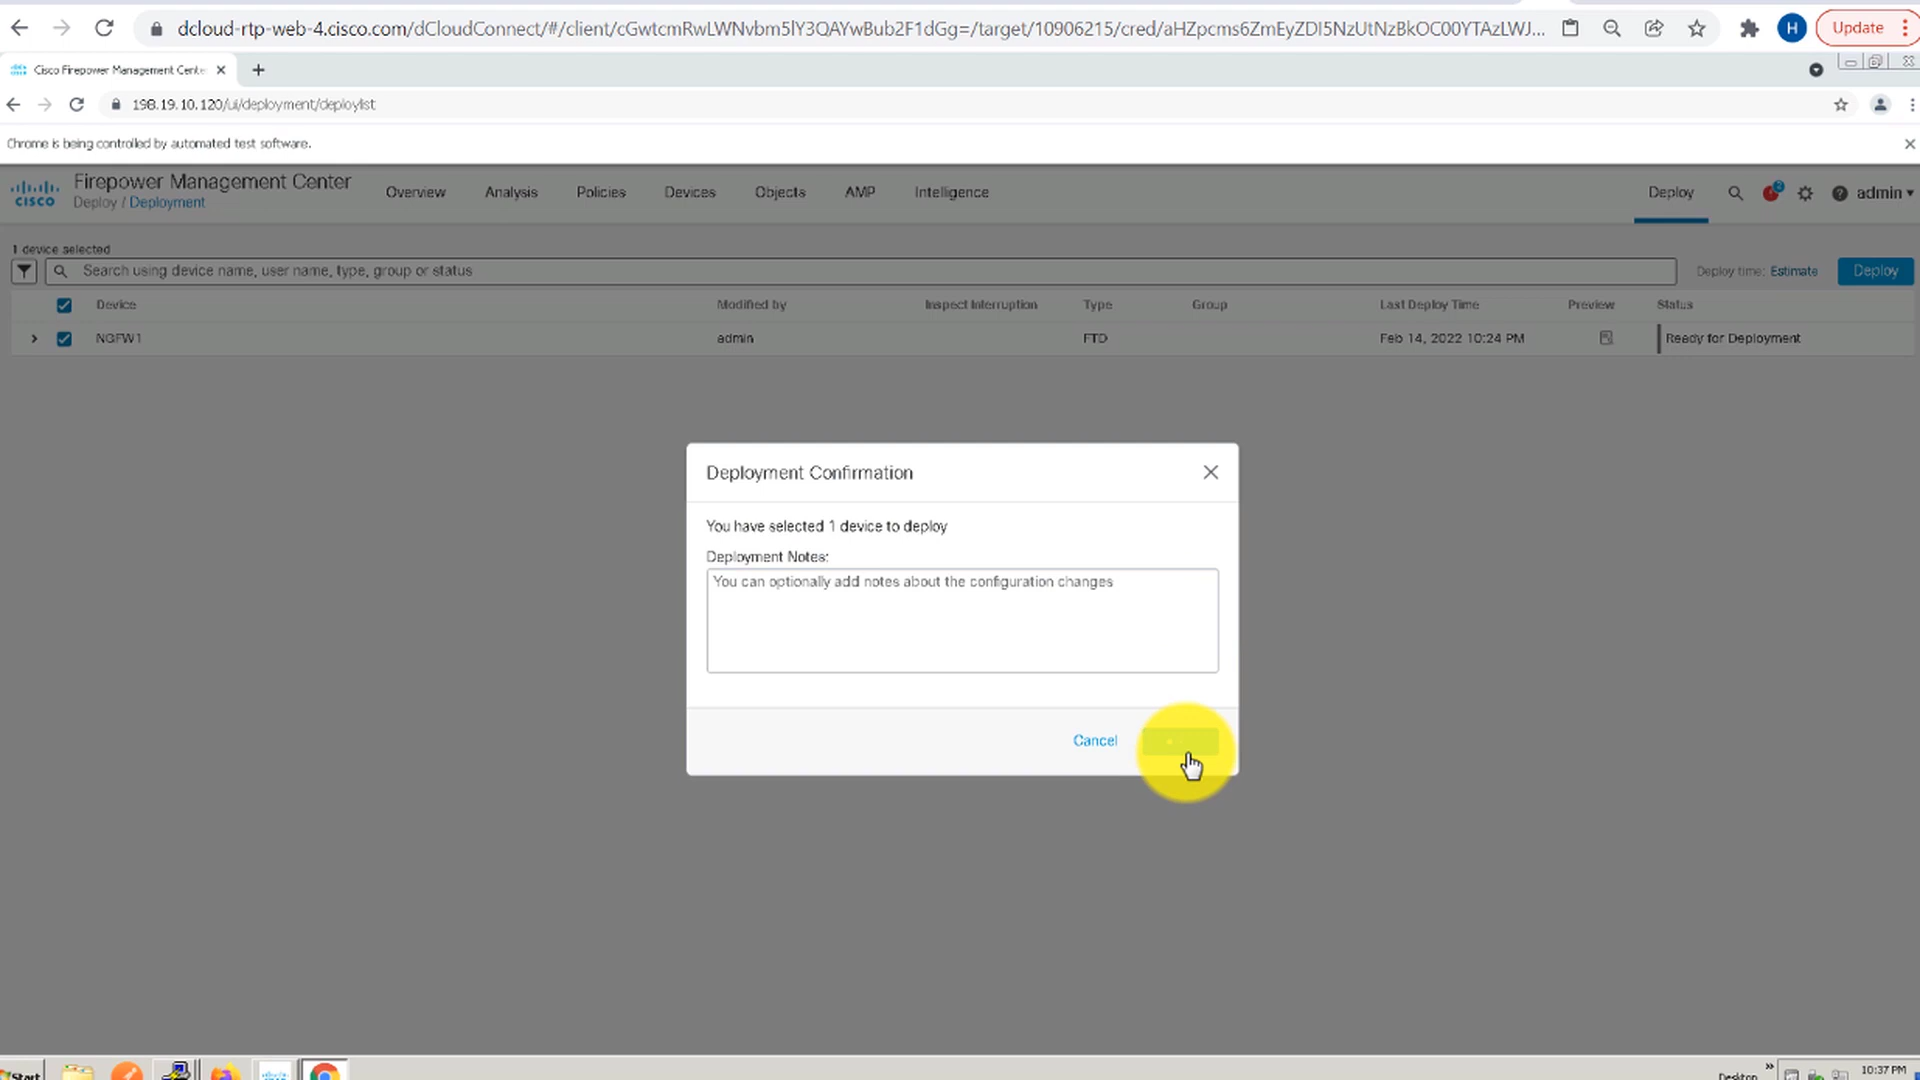 dcloud-rtp-web-4.cisco.com/dCloudConnect/#/client/cGwtcmRwLWNvbm5lY3QAYwBub2F1dGg=/target/10906215/cred/aHZpcms6ZmEyZDI5NzUtNzBkOC00YTAzLWJ...
H
Update
Cisco Firepower Management Cente
198.19.10.120/ui/deployment/deploylist
Chrome is being controlled by automated test software.
cisco
Firepower Management Center
Deploy / Deployment
Overview
Analysis
Policies
Devices
Objects
AMP
Intelligence
Deploy
admin
1 device selected
Search using device name, user name, type, group or status
Deploy time: Estimate
Deploy
Device
Modified by
Inspect Interruption
Type
Group
Last Deploy Time
Preview
Status
NGFW1
admin
FTD
Feb 14, 2022 10:24 PM
Ready for Deployment
Deployment Confirmation
You have selected 1 device to deploy
Deployment Notes:
You can optionally add notes about the configuration changes
Cancel
Start
Desktop
10:37 PM